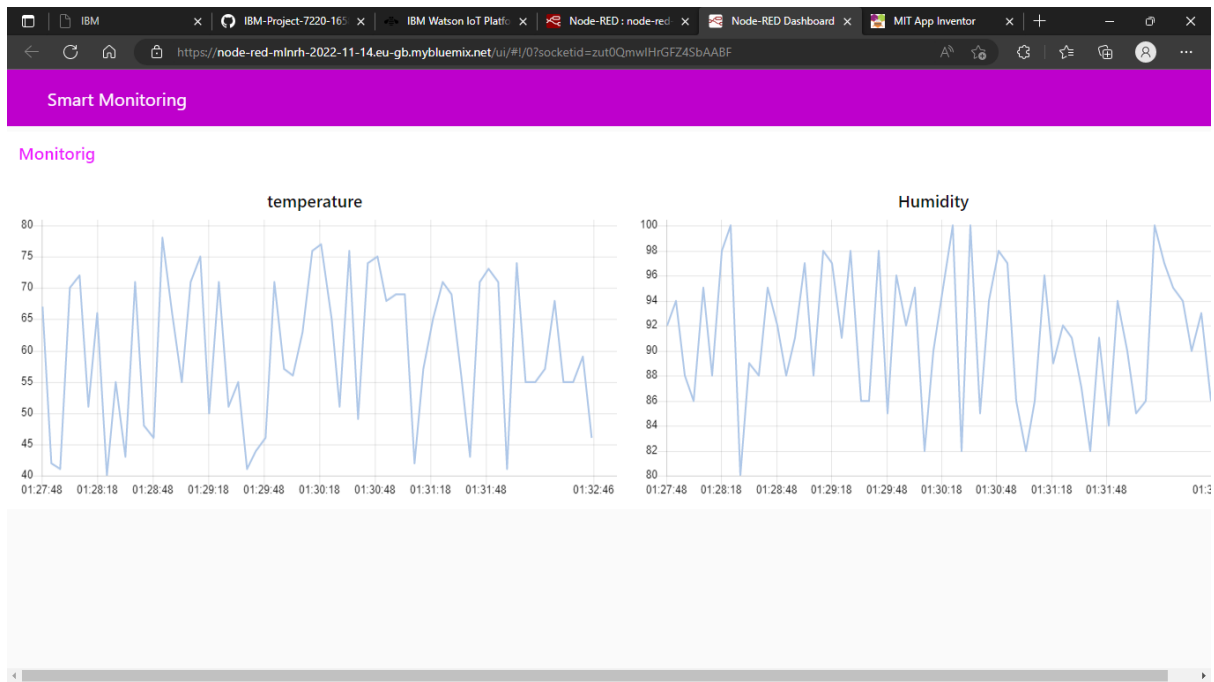 IBM IBM-Project-7220-165 IBM Watson IoT Platfo Node-RED : node-red- Node-RED Dashboard MIT App Inventor
https://node-red-mlnrh-2022-11-14.eu-gb.mybluemix.net/ui/#!/0?socketid=zut0QmwIHrGFZ4SbAABF
Smart Monitoring
Monitorig
temperature
80
75
70
65
60
55
50
45
40
01:27:48 01:28:18 01:28:48 01:29:18 01:29:48 01:30:18 01:30:48 01:31:18 01:31:48 01:32:46
Humidity
100
98
96
94
92
90
88
86
84
82
80
01:27:48 01:28:18 01:28:48 01:29:18 01:29:48 01:30:18 01:30:48 01:31:18 01:31:48 01:3